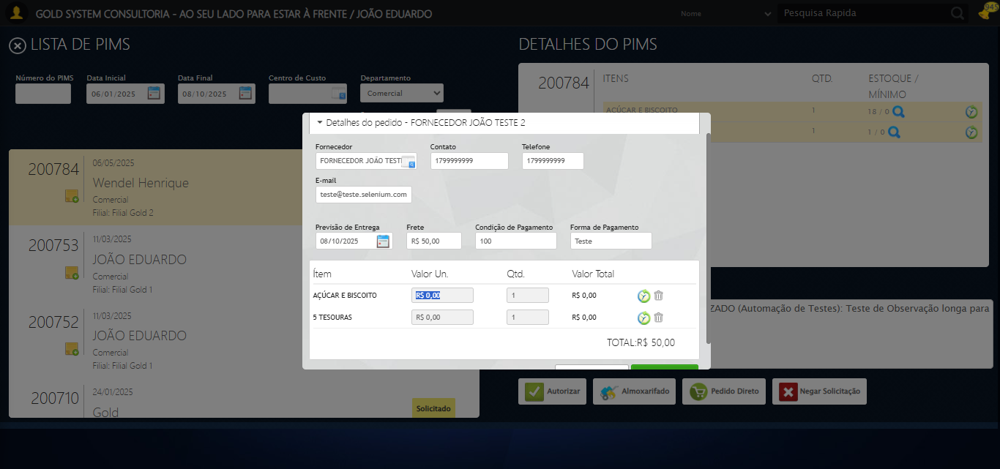 GOLD SYSTEM CONSULTORIA - AO SEU LADO PARA ESTAR À FRENTE / JOÃO EDUARDO
Nome
Pesquisa Rapida
945
LISTA DE PIMS
Número do PIMS
Data Inicial
Data Final
Centro de Custo
Departamento
06/01/2025
08/10/2025
Comercial
200784
06/05/2025
Wendel Henrique
Comercial
Filial: Filial Gold 2
200753
11/03/2025
JOÃO EDUARDO
Comercial
Filial: Filial Gold 1
200752
11/03/2025
JOÃO EDUARDO
Comercial
Filial: Filial Gold 1
200710
24/01/2025
Gold
Solicitado
Detalhes do pedido - FORNECEDOR JOÃO TESTE 2
Fornecedor
Contato
Telefone
FORNECEDOR JOÃO TEST
1799999999
1799999999
E-mail
teste@teste.selenium.com
Previsão de Entrega
Frete
Condição de Pagamento
Forma de Pagamento
08/10/2025
R$ 50,00
100
Teste
Ítem
Valor Un.
Qtd.
Valor Total
AÇÚCAR E BISCOITO
R$ 0,00
1
R$ 0,00
5 TESOURAS
R$ 0,00
1
R$ 0,00
TOTAL:R$ 50,00
DETALHES DO PIMS
200784
ITENS
QTD.
ESTOQUE /
MÍNIMO
AÇÚCAR E BISCOITO
1
18 / 0
1
1 / 0
ZADO (Automação de Testes): Teste de Observação longa para
Autorizar
Almoxarifado
Pedido Direto
Negar Solicitação